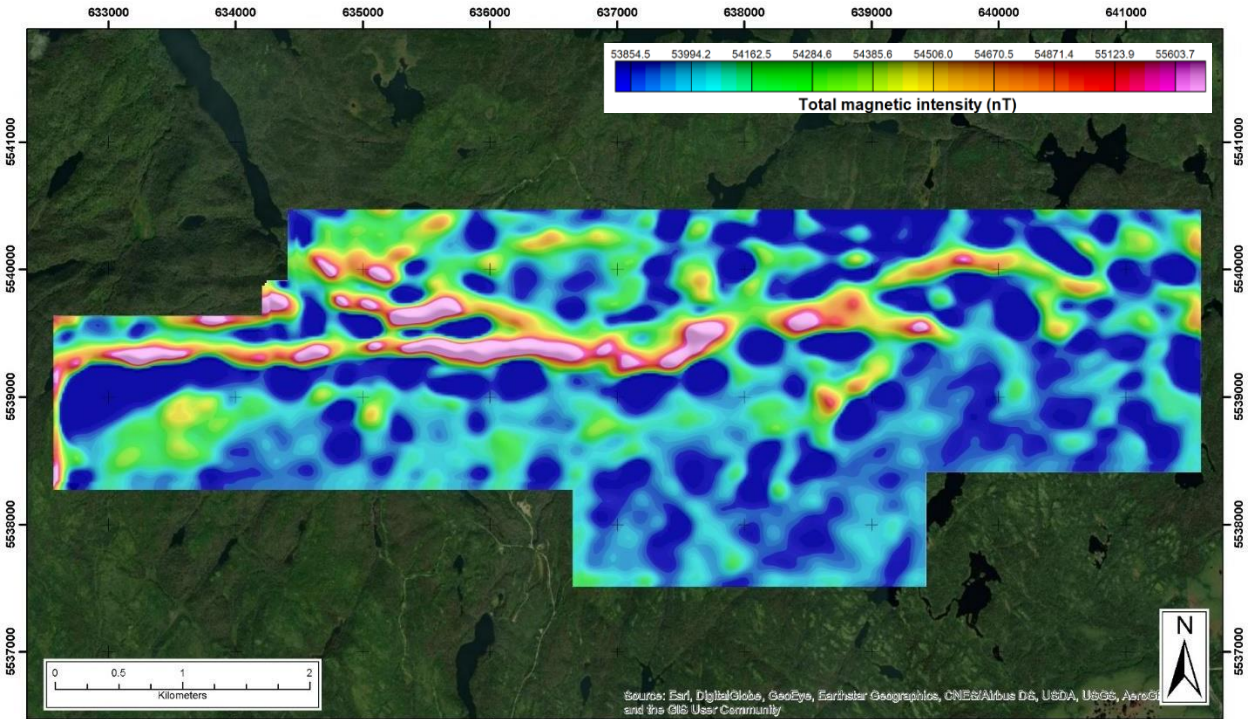 633000 634000 635000 636000 637000 638000 639000 640000 641000
53854.5 53994.2 54162.5 54284.6 54385.6 54506.0 54670.5 54871.4 55123.9 55603.7
Total magnetic intensity (nT)
5541000 5541000
5540000 5540000
5539000 5539000
5538000 5538000
5537000 5537000
N
0 0.5 1 2
Kilometers
Source: Esri, DigitalGlobe, GeoEye, Earthstar Geographics, CNES/Airbus DS, USDA, USGS,
and the GIS User Community